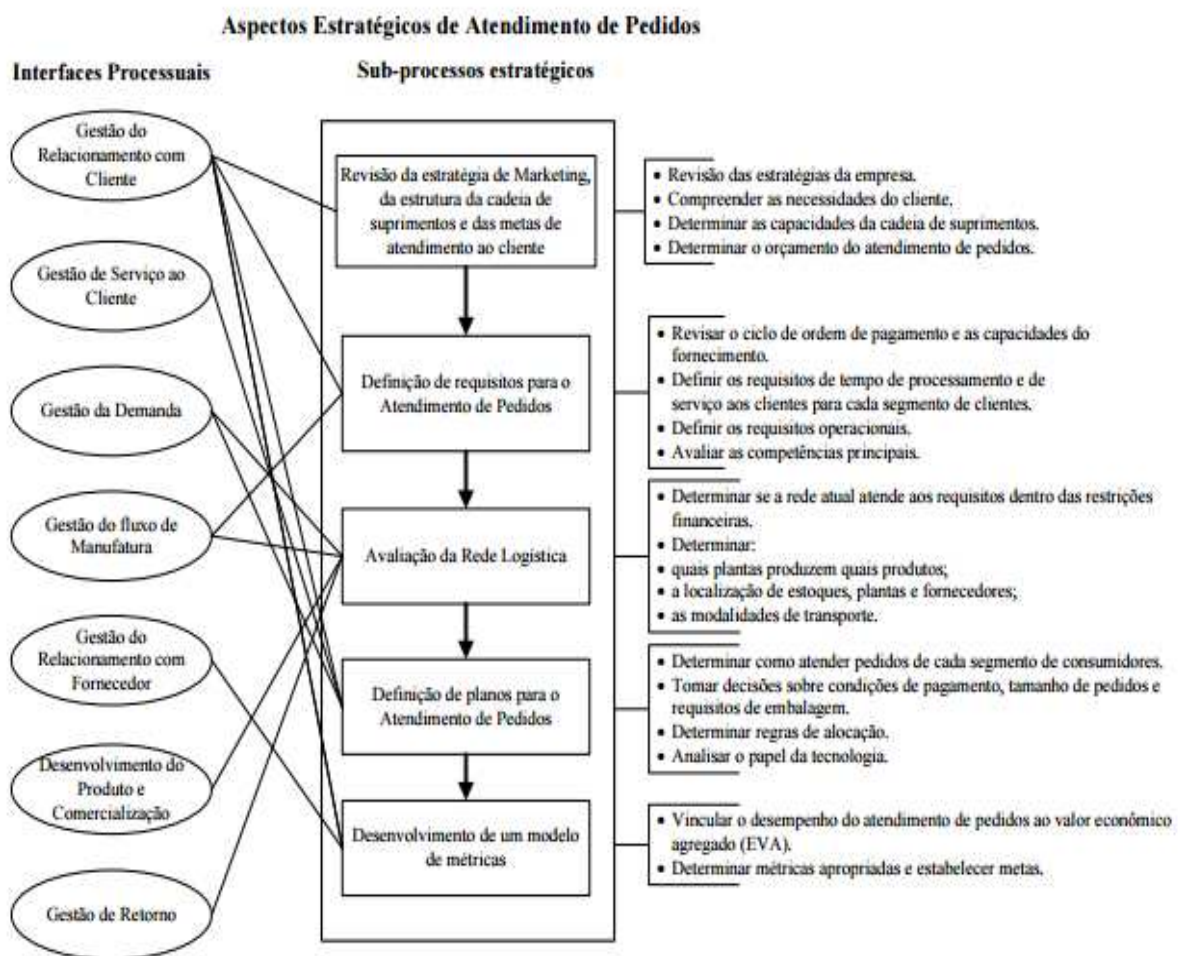 Aspectos Estratégicos de Atendimento de Pedidos
Interfaces Processuais
Sub-processos estratégicos
Gestão do
Relacionamento com
Cliente
Gestão de Serviço ao
Cliente
Gestão da Demanda
Gestão do fluxo de
Manufatura
Gestão do
Relacionamento com
Fornecedor
Desenvolvimento do
Produto e
Comercialização
Gestão de Retorno
Revisão da estratégia de Marketing,
da estrutura da cadeia de
suprimentos e das metas de
atendimento ao cliente
Definição de requisitos para o
Atendimento de Pedidos
Avaliação da Rede Logística
Definição de planos para o
Atendimento de Pedidos
Desenvolvimento de um modelo
de métricas
• Revisão das estratégias da empresa.
• Compreender as necessidades do cliente.
• Determinar as capacidades da cadeia de suprimentos.
• Determinar o orçamento do atendimento de pedidos.
• Revisar o ciclo de ordem de pagamento e as capacidades do
fornecimento.
• Definir os requisitos de tempo de processamento e de
serviço aos clientes para cada segmento de clientes.
• Definir os requisitos operacionais.
• Avaliar as competências principais.
• Determinar se a rede atual atende aos requisitos dentro das restrições
financeiras.
• Determinar:
• quais plantas produzem quais produtos;
• a localização de estoques, plantas e fornecedores;
• as modalidades de transporte.
• Determinar como atender pedidos de cada segmento de consumidores.
• Tomar decisões sobre condições de pagamento, tamanho de pedidos e
requisitos de embalagem.
• Determinar regras de alocação.
• Analisar o papel da tecnologia.
• Vincular o desempenho do atendimento de pedidos ao valor econômico
agregado (EVA).
• Determinar métricas apropriadas e estabelecer metas.